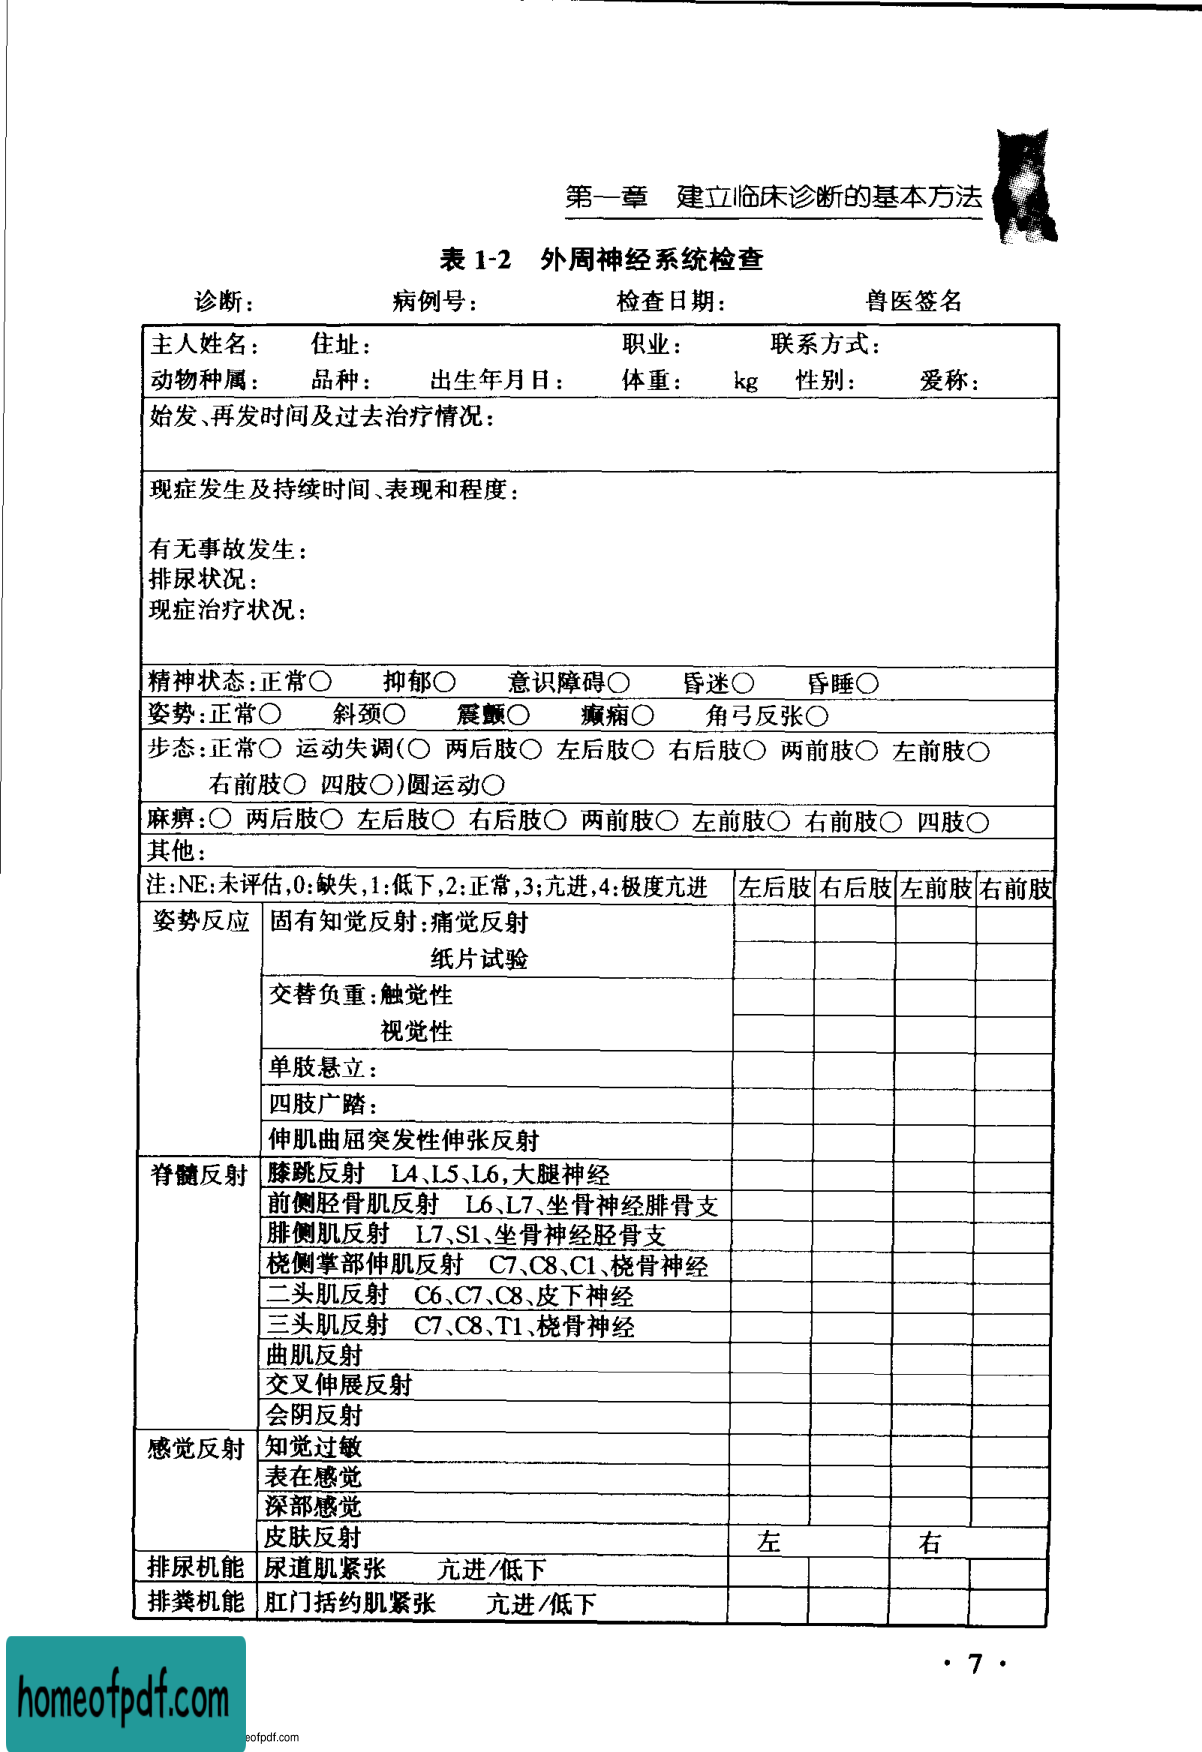 第一章 建立临床诊断的基本方法
表 1-2 外周神经系统检查
诊断: 病例号: 检查日期: 兽医签名
主人姓名: 住址: 职业: 联系方式:
动物种属: 品种: 出生年月日: 体重: kg 性别: 爱称:
始发、再发时间及过去治疗情况:
现症发生及持续时间、表现和程度:
有无事故发生:
排尿状况:
现症治疗状况:
精神状态:正常○ 抑郁○ 意识障碍○ 昏迷○ 昏睡○
姿势:正常○ 斜颈○ 震颤○ 癫痫○ 角弓反张○
步态:正常○ 运动失调(○ 两后肢○ 左后肢○ 右后肢○ 两前肢○ 左前肢○
右前肢○ 四肢○)圆运动○
麻痹:○ 两后肢○ 左后肢○ 右后肢○ 两前肢○ 左前肢○ 右前肢○ 四肢○
其他:
注:NE:未评估,0:缺失,1:低下,2:正常,3;亢进,4:极度亢进 左后肢 右后肢 左前肢 右前肢
姿势反应 固有知觉反射:痛觉反射
纸片试验
交替负重:触觉性
视觉性
单肢悬立:
四肢广踏:
伸肌曲屈突发性伸张反射
脊髓反射 膝跳反射 L4、L5、L6,大腿神经
前侧胫骨肌反射 L6、L7、坐骨神经腓骨支
腓侧肌反射 L7、S1、坐骨神经胫骨支
桡侧掌部伸肌反射 C7、C8、C1、桡骨神经
二头肌反射 C6、C7、C8、皮下神经
三头肌反射 C7、C8、T1、桡骨神经
曲肌反射
交叉伸展反射
会阴反射
感觉反射 知觉过敏
表在感觉
深部感觉
皮肤反射 左 右
排尿机能 尿道肌紧张 亢进/低下
排粪机能 肛门括约肌紧张 亢进/低下
· 7 ·
homeofpdf.com
eofpdf.com